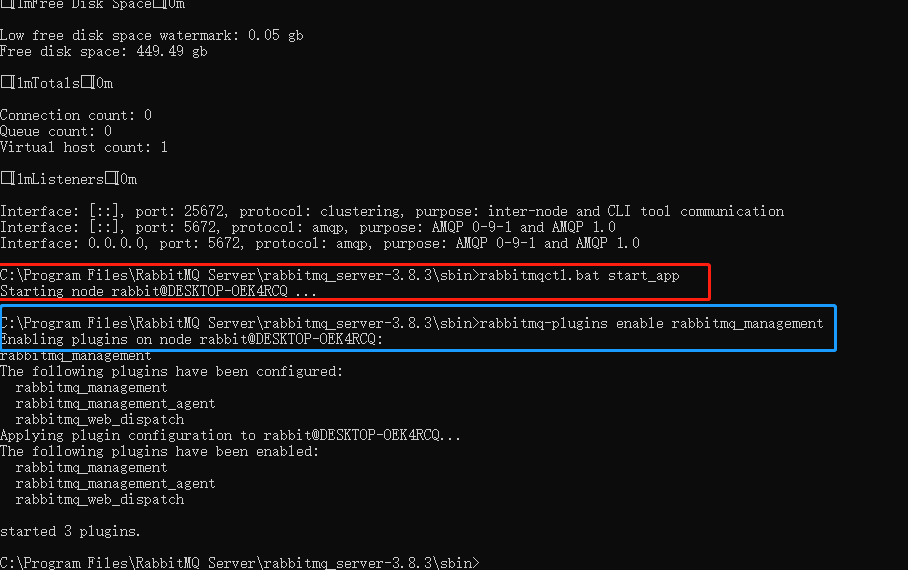 [1mFree Disk Space[0m
Low free disk space watermark: 0.05 gb
Free disk space: 449.49 gb
[1mTotals[0m
Connection count: 0
Queue count: 0
Virtual host count: 1
[1mListeners[0m
Interface: [::], port: 25672, protocol: clustering, purpose: inter-node and CLI tool communication
Interface: [::], port: 5672, protocol: amqp, purpose: AMQP 0-9-1 and AMQP 1.0
Interface: 0.0.0.0, port: 5672, protocol: amqp, purpose: AMQP 0-9-1 and AMQP 1.0
C:\Program Files\RabbitMQ Server\rabbitmq_server-3.8.3\sbin>rabbitmqctl.bat start_app
Starting node rabbit@DESKTOP-OEK4RCQ ...
C:\Program Files\RabbitMQ Server\rabbitmq_server-3.8.3\sbin>rabbitmq-plugins enable rabbitmq_management
Enabling plugins on node rabbit@DESKTOP-OEK4RCQ:
rabbitmq_management
The following plugins have been configured:
rabbitmq_management
rabbitmq_management_agent
rabbitmq_web_dispatch
Applying plugin configuration to rabbit@DESKTOP-OEK4RCQ...
The following plugins have been enabled:
rabbitmq_management
rabbitmq_management_agent
rabbitmq_web_dispatch
started 3 plugins.
C:\Program Files\RabbitMQ Server\rabbitmq_server-3.8.3\sbin>